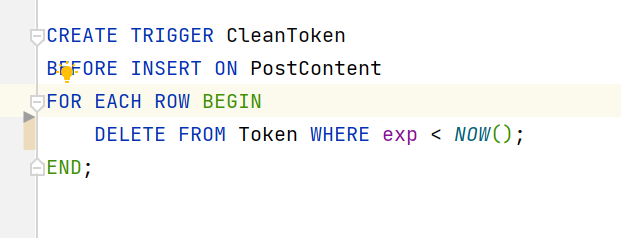 CREATE TRIGGER CleanToken
BEFORE INSERT ON PostContent
FOR EACH ROW BEGIN
    DELETE FROM Token WHERE exp < NOW();
END;